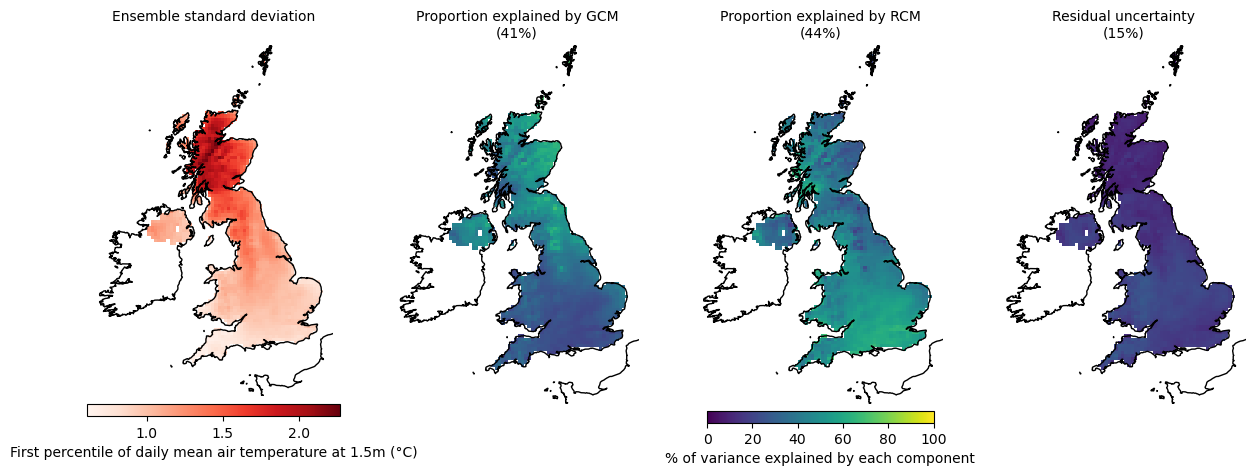 Ensemble standard deviation
Proportion explained by GCM
(41%)
Proportion explained by RCM
(44%)
Residual uncertainty
(15%)
1.0 1.5 2.0
First percentile of daily mean air temperature at 1.5m (°C)
0 20 40 60 80 100
% of variance explained by each component